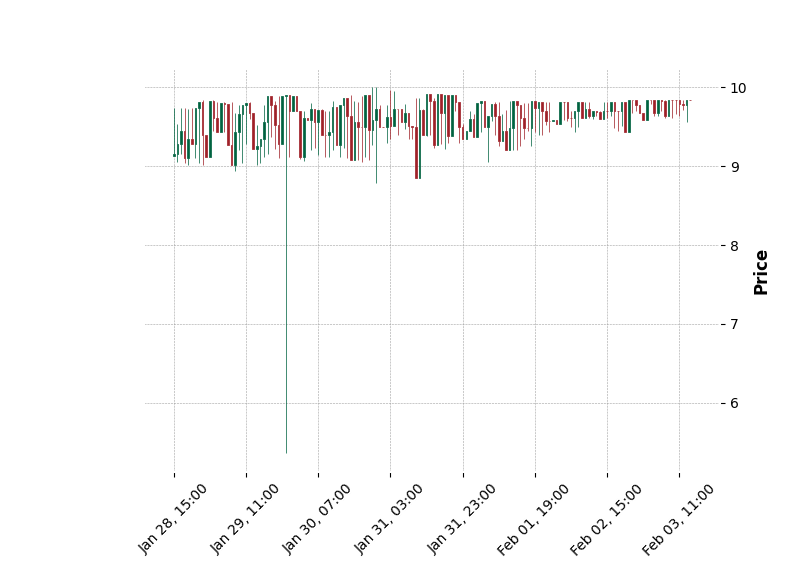 10
9
8
7
6
Price
Jan 28, 15:00
Jan 29, 11:00
Jan 30, 07:00
Jan 31, 03:00
Jan 31, 23:00
Feb 01, 19:00
Feb 02, 15:00
Feb 03, 11:00